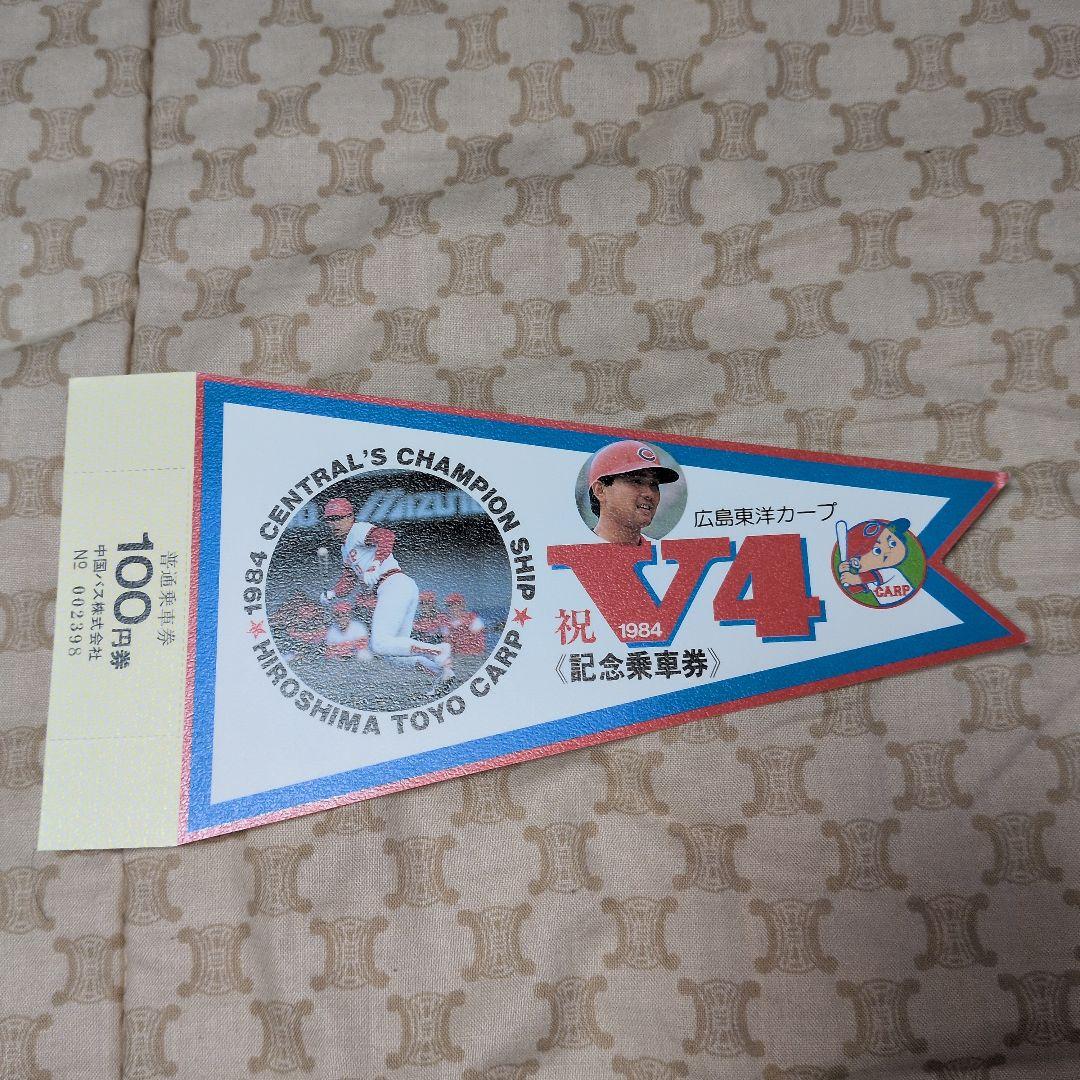 普通乗車券
100円券
中国バス株式会社
No 002398
★ 1984 CENTRAL'S CHAMPION SHIP ★
HIROSHIMA TOYO CARP
MIZU
C
広島東洋カープ
祝 V4
1984
《記念乗車券》
CARP